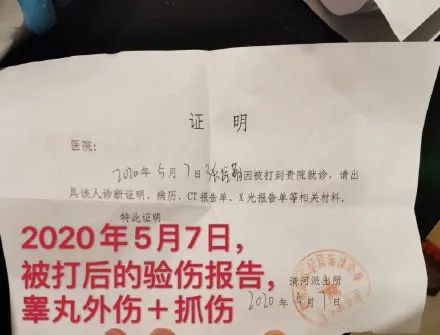 证 明
医院:
2020年5月7日 因被打到贵院就诊,请出
具该人诊断证明、病历、CT报告单、X光报告单等相关材料。
特此证明
清河派出所
2020年5月7日
2020年5月7日,
被打后的验伤报告,
睾丸外伤+抓伤